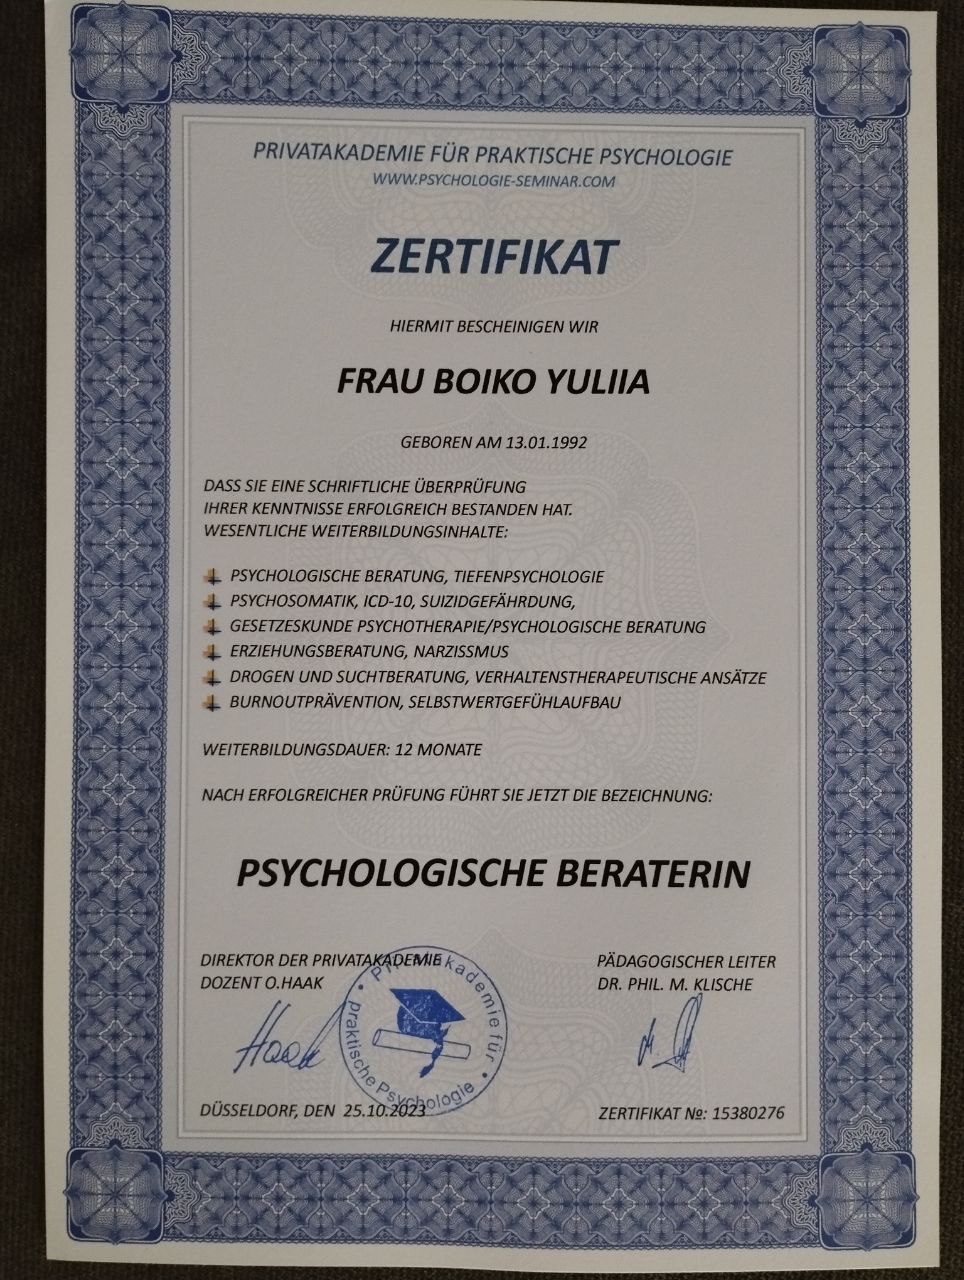 PRIVATAKADEMIE FÜR PRAKTISCHE PSYCHOLOGIE
WWW.PSYCHOLOGIE-SEMINAR.COM
ZERTIFIKAT
HIERMIT BESCHEINIGEN WIR
FRAU BOIKO YULIIA
GEBOREN AM 13.01.1992
DASS SIE EINE SCHRIFTLICHE ÜBERPRÜFUNG
IHRER KENNTNISSE ERFOLGREICH BESTANDEN HAT.
WESENTLICHE WEITERBILDUNGSINHALTE:
PSYCHOLOGISCHE BERATUNG, TIEFENPSYCHOLOGIE
PSYCHOSOMATIK, ICD-10, SUIZIDGEFÄHRDUNG,
GESETZESKUNDE PSYCHOTHERAPIE/PSYCHOLOGISCHE BERATUNG
ERZIEHUNGSBERATUNG, NARZISSMUS
DROGEN UND SUCHTBERATUNG, VERHALTENSTHERAPEUTISCHE ANSÄTZE
BURNOUTPRÄVENTION, SELBSTWERTGEFÜHLAUFBAU
WEITERBILDUNGSDAUER: 12 MONATE
NACH ERFOLGREICHER PRÜFUNG FÜHRT SIE JETZT DIE BEZEICHNUNG:
PSYCHOLOGISCHE BERATERIN
DIREKTOR DER PRIVATAKADEMIE
DOZENT O.HAAK
Haak
Privatakademie für praktische Psychologie
PÄDAGOGISCHER LEITER
DR. PHIL. M. KLISCHE
DÜSSELDORF, DEN 25.10.2023
ZERTIFIKAT №: 15380276